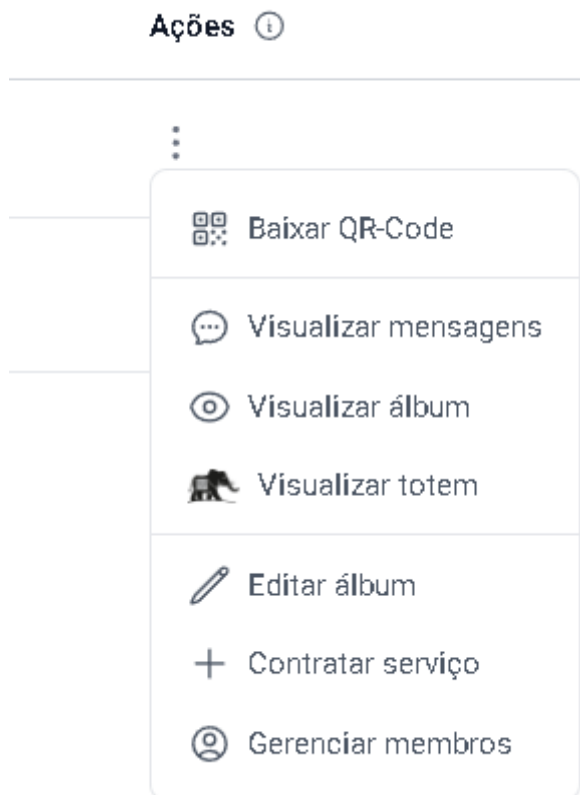 Ações
Baixar QR-Code
Visualizar mensagens
Visualizar álbum
Visualizar totem
Editar álbum
Contratar serviço
Gerenciar membros